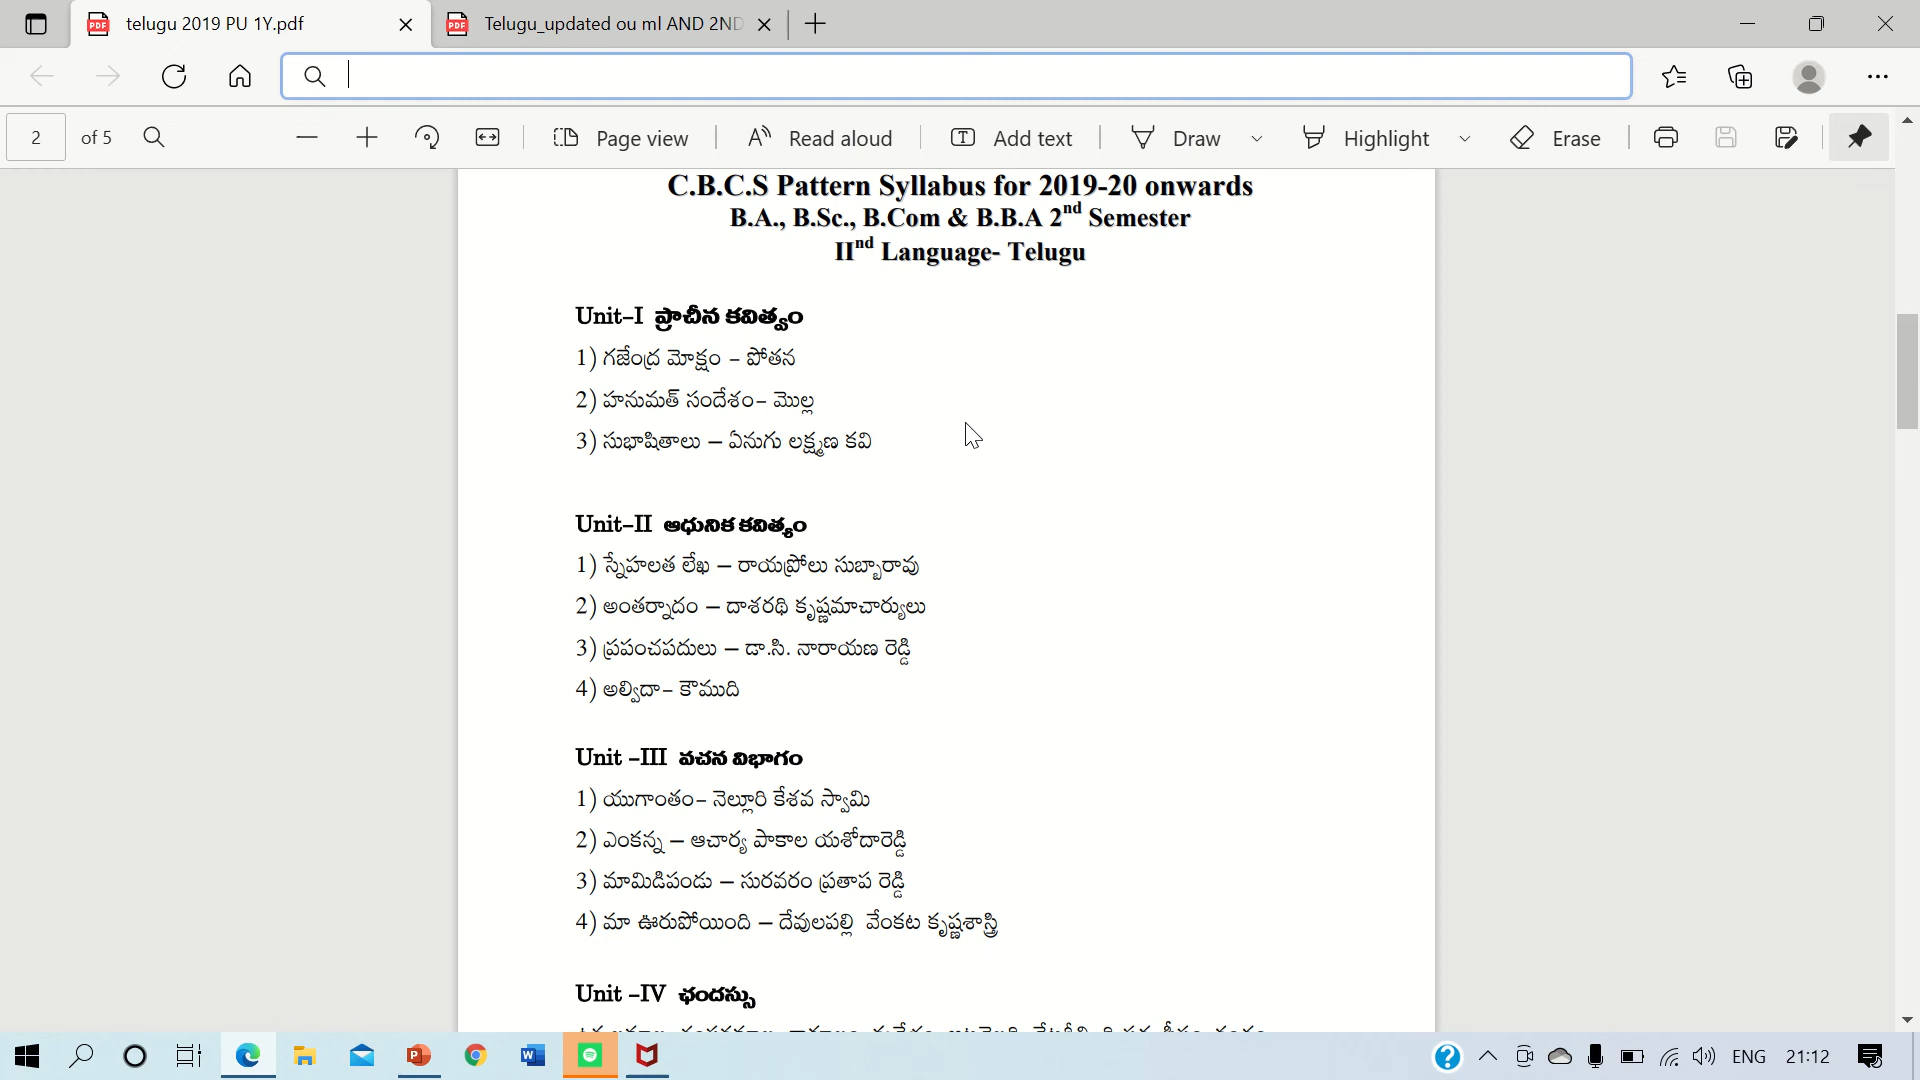 telugu 2019 PU 1Y.pdf
Telugu_updated ou ml AND 2ND
2 of 5
Page view
Read aloud
Add text
Draw
Highlight
Erase
C.B.C.S Pattern Syllabus for 2019-20 onwards
B.A., B.Sc., B.Com & B.B.A 2nd Semester
IInd Language- Telugu
Unit–I ప్రాచీన కవిత్వం
1) గజేంద్ర మోక్షం – పోతన
2) హనుమత్ సందేశం– మొల్ల
3) సుభాషితాలు – ఏనుగు లక్ష్మణ కవి
Unit–II ఆధునిక కవిత్వం
1) స్నేహలత లేఖ – రాయప్రోలు సుబ్బారావు
2) అంతర్నాదం – దాశరథి కృష్ణమాచార్యులు
3) ప్రపంచపదులు – డా.సి. నారాయణ రెడ్డి
4) అల్విదా– కౌముది
Unit –III వచన విభాగం
1) యుగాంతం– నెల్లూరి కేశవ స్వామి
2) ఎంకన్న – ఆచార్య పాకాల యశోదారెడ్డి
3) మామిడిపండు – సురవరం ప్రతాప రెడ్డి
4) మా ఊరుపోయింది – దేవులపల్లి వేంకట కృష్ణశాస్త్రి
Unit –IV ఛందస్సు
ENG 21:12